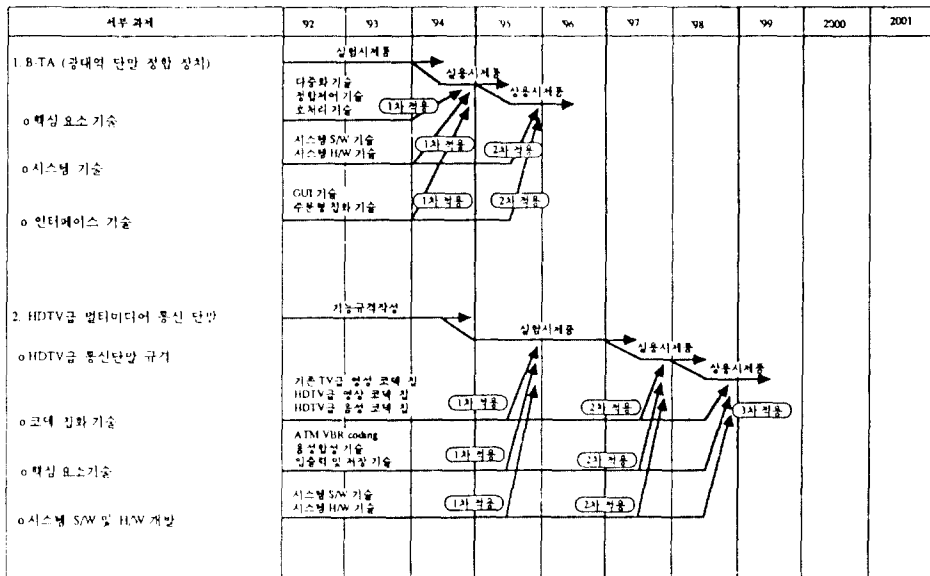 세부 과제 '92 '93 '94 '95 '96 '97 '98 '99 2000 2001
실험시제품
1. B-TA (광대역 단말 정합 장치)
실용시제품
다중화 기술
정합제어 기술
오처리 기술
상용시제품
1차 적용
o 핵심 요소 기술
시스템 S/W 기술
시스템 H/W 기술
1차 적용
2차 적용
o 시스템 기술
GUI 기술
주문형 집화 기술
1차 적용
2차 적용
o 인터페이스 기술
기능규격작성
2. HDTV급 멀티미디어 통신 단말
실험시제품
실용시제품
o HDTV급 통신단말 규격
상용시제품
기존 TV급 영상 코덱 칩
HDTV급 영상 코덱 칩
HDTV급 음성 코덱 칩
1차 적용
2차 적용
3차 적용
o 코덱 집화 기술
ATM VBR coding
음성합성 기술
입출력 및 저장 기술
1차 적용
2차 적용
o 핵심 요소기술
시스템 S/W 기술
시스템 H/W 기술
1차 적용
2차 적용
o 시스템 S/W 및 H/W 개발